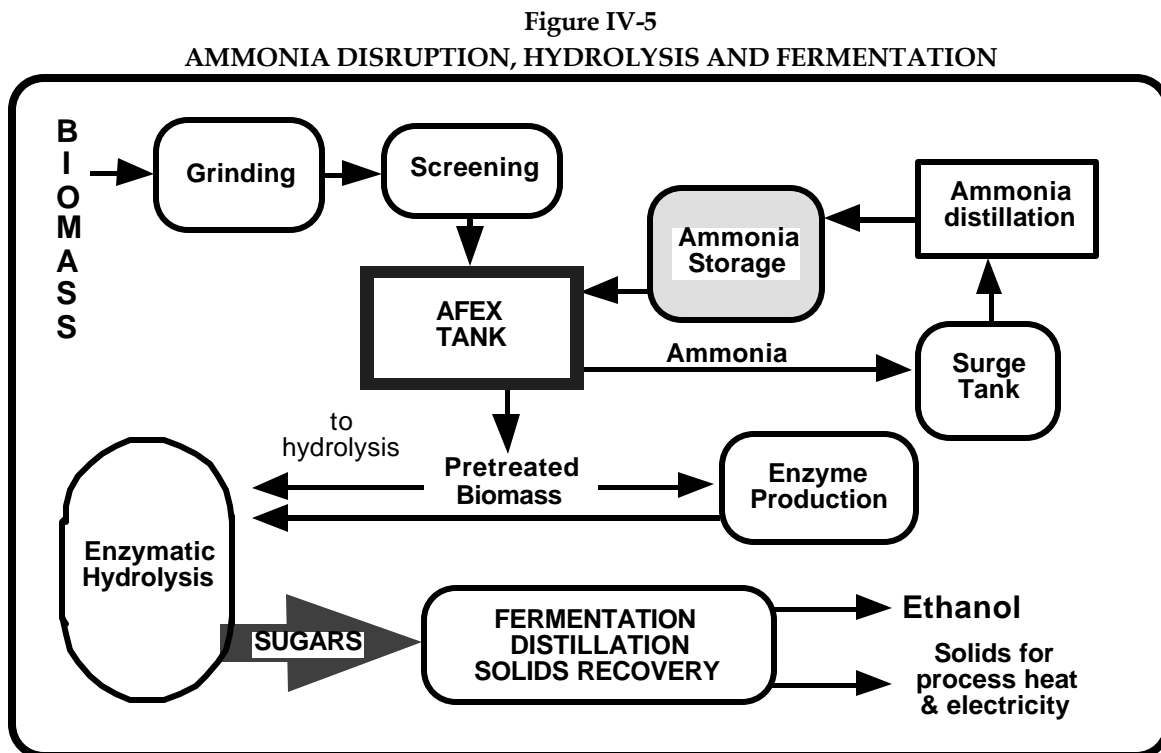 Figure IV-5
AMMONIA DISRUPTION, HYDROLYSIS AND FERMENTATION
BIOMASS
Grinding
Screening
Ammonia
Storage
Ammonia
distillation
AFEX
TANK
Ammonia
Surge
Tank
to
hydrolysis
Pretreated
Biomass
Enzyme
Production
Enzymatic
Hydrolysis
SUGARS
FERMENTATION
DISTILLATION
SOLIDS RECOVERY
Ethanol
Solids for
process heat
& electricity